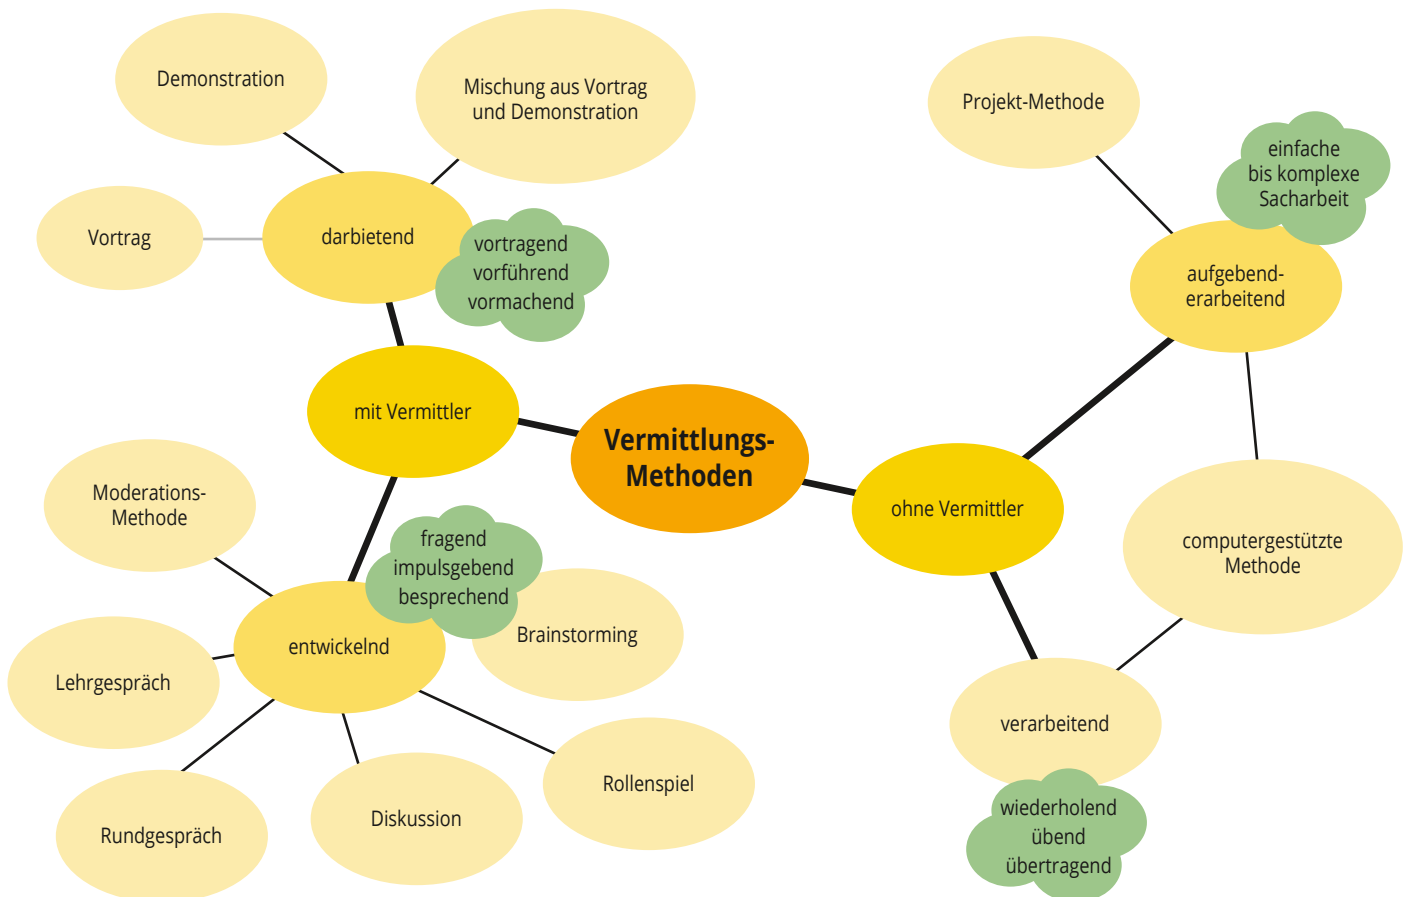 Demonstration
Mischung aus Vortrag
und Demonstration
Projekt-Methode
einfache
bis komplexe
Sacharbeit
Vortrag
darbietend
vortragend
vorführend
vormachend
aufgebend-
erarbeitend
mit Vermittler
Vermittlungs-
Methoden
ohne Vermittler
Moderations-
Methode
fragend
impulsgebend
besprechend
computergestützte
Methode
entwickelnd
Brainstorming
Lehrgespräch
verarbeitend
Rollenspiel
Diskussion
Rundgespräch
wiederholend
übend
übertragend